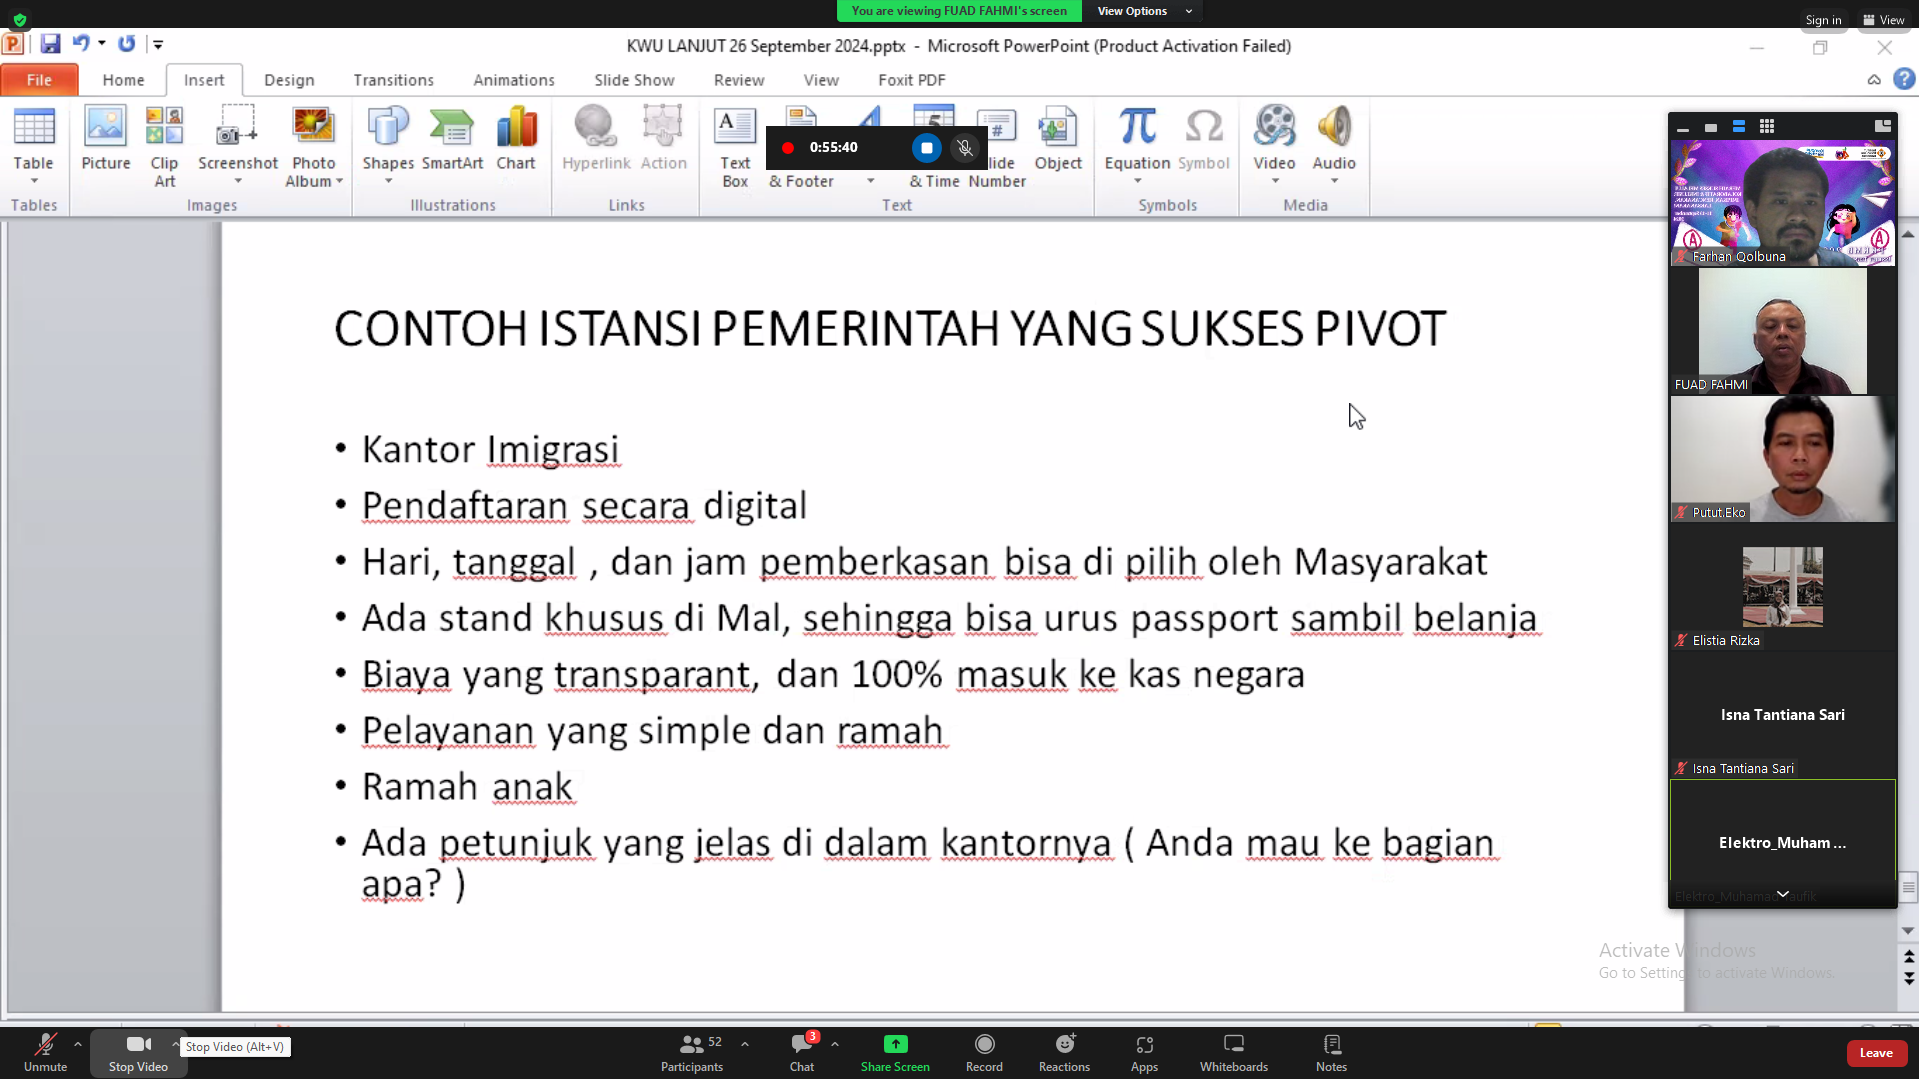 You are viewing FUAD FAHMI's screen
View Options
Sign in
View
KWU LANJUT 26 September 2024.pptx - Microsoft PowerPoint (Product Activation Failed)
File Home Insert Design Transitions Animations Slide Show Review View Foxit PDF
Table
Picture
Clip Art
Screenshot
Photo Album
Shapes
SmartArt
Chart
Hyperlink
Action
Text Box
& Footer
& Time
Number
Object
Equation
Symbol
Video
Audio
0:55:40
Tables
Images
Illustrations
Links
Text
Symbols
Media
CONTOH ISTANSI PEMERINTAH YANG SUKSES PIVOT
• Kantor Imigrasi
• Pendaftaran secara digital
• Hari, tanggal , dan jam pemberkasan bisa di pilih oleh Masyarakat
• Ada stand khusus di Mal, sehingga bisa urus passport sambil belanja
• Biaya yang transparant, dan 100% masuk ke kas negara
• Pelayanan yang simple dan ramah
• Ramah anak
• Ada petunjuk yang jelas di dalam kantornya ( Anda mau ke bagian
apa? )
Farhan Qolbuna
FUAD FAHMI
Putut.Eko
Elistia Rizka
Isna Tantiana Sari
Isna Tantiana Sari
Elektro_Muham ...
Activate Windows
Go to Settings to activate Windows.
Unmute
Stop Video
Stop Video (Alt+V)
52
Participants
3
Chat
Share Screen
Record
Reactions
Apps
Whiteboards
Notes
Leave